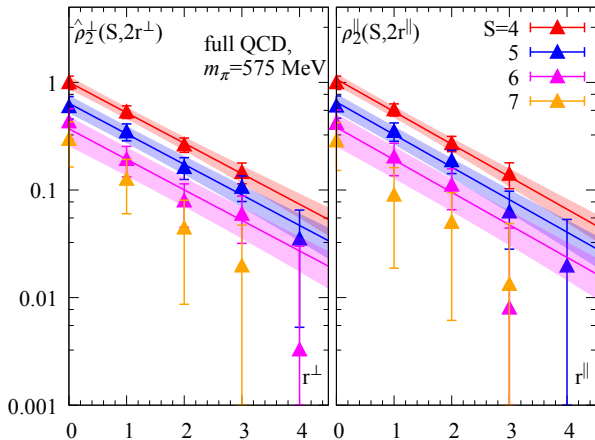 ρ̂₂^⊥(S,2r^⊥)
full QCD,
m_π=575 MeV
ρ₂^∥(S,2r^∥)
S=4
5
6
7
1
0.1
0.01
0.001
r^⊥
r^∥
0 1 2 3 4
0 1 2 3 4